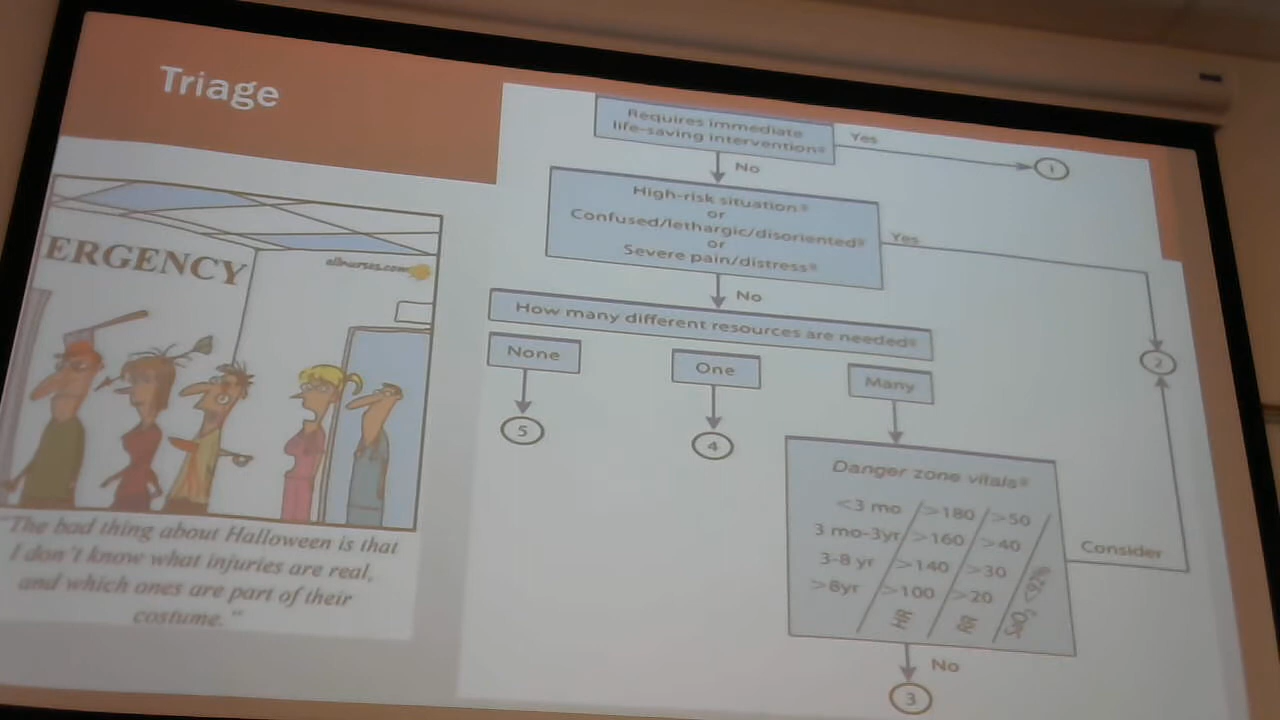 Triage
ERGENCY
allnurses.com
"The bad thing about Halloween is that
I don't know what injuries are real,
and which ones are part of their
costume."
Requires immediate
life-saving intervention?
Yes
1
No
High-risk situation?
or
Confused/lethargic/disoriented?
or
Severe pain/distress?
Yes
2
No
How many different resources are needed?
None
One
Many
5
4
Danger zone vitals?
<3 mo >180 >50
3 mo-3yr >160 >40
3-8 yr >140 >30
>8yr >100 >20
HR RR SO₂ <92%
Consider
No
3